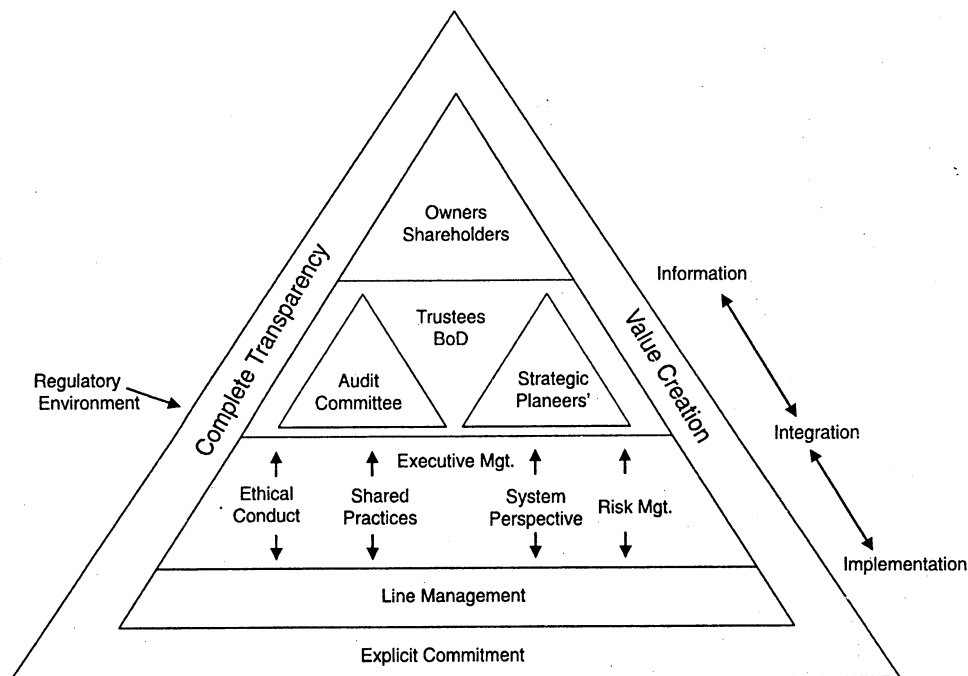 Owners
Shareholders
Complete Transparency
Value Creation
Information
Trustees
BoD
Audit
Committee
Strategic
Planeers'
Regulatory
Environment
Integration
Executive Mgt.
Ethical
Conduct
Shared
Practices
System
Perspective
Risk Mgt.
Implementation
Line Management
Explicit Commitment